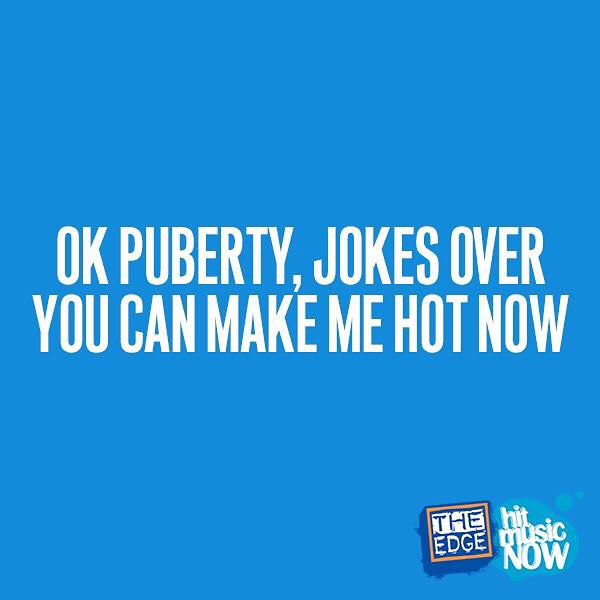 OK PUBERTY, JOKES OVER
YOU CAN MAKE ME HOT NOW
THE
EDGE
hit
music
NOW